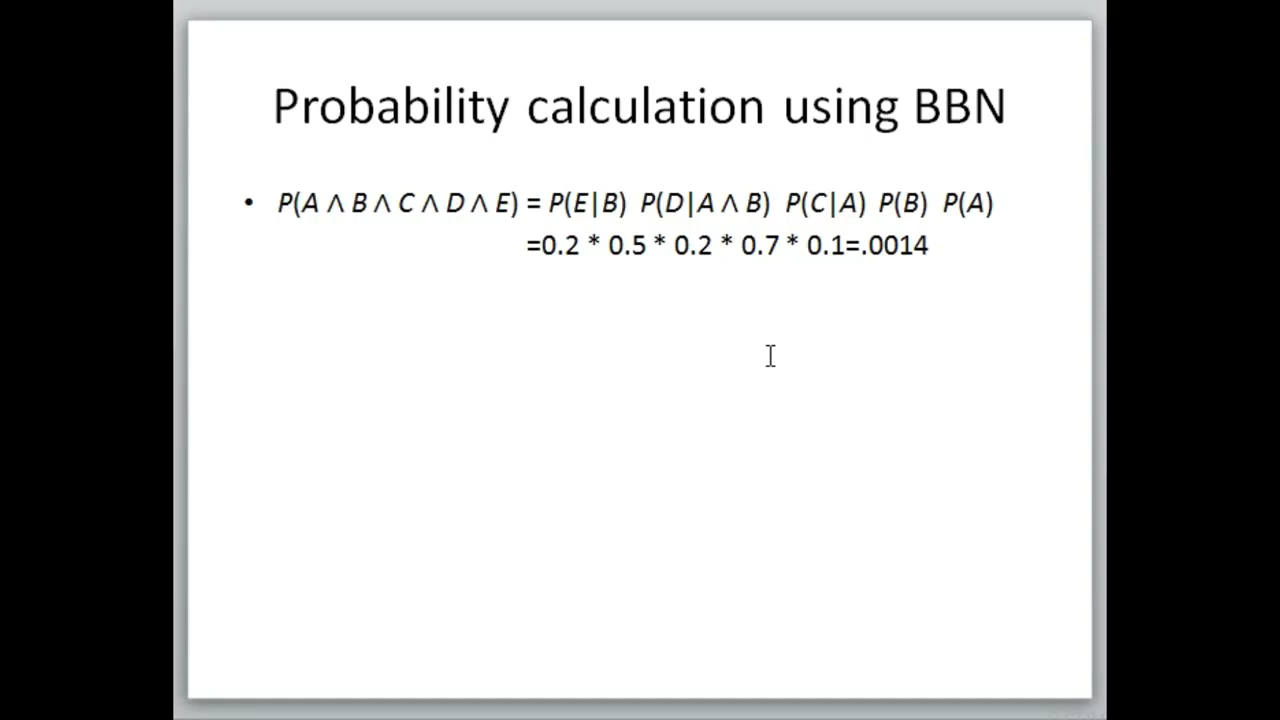 Probability calculation using BBN
• P(A ∧ B ∧ C ∧ D ∧ E) = P(E|B) P(D|A ∧ B) P(C|A) P(B) P(A)
=0.2 * 0.5 * 0.2 * 0.7 * 0.1=.0014